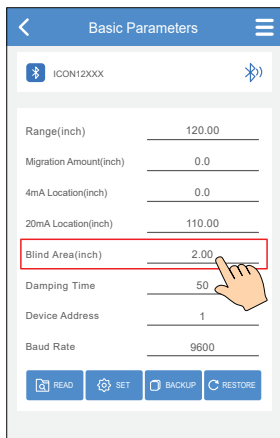 Basic Parameters
ICON12XXX
Range(inch) 120.00
Migration Amount(inch) 0.0
4mA Location(inch) 0.0
20mA Location(inch) 110.00
Blind Area(inch) 2.00
Damping Time 50
Device Address 1
Baud Rate 9600
READ SET BACKUP RESTORE